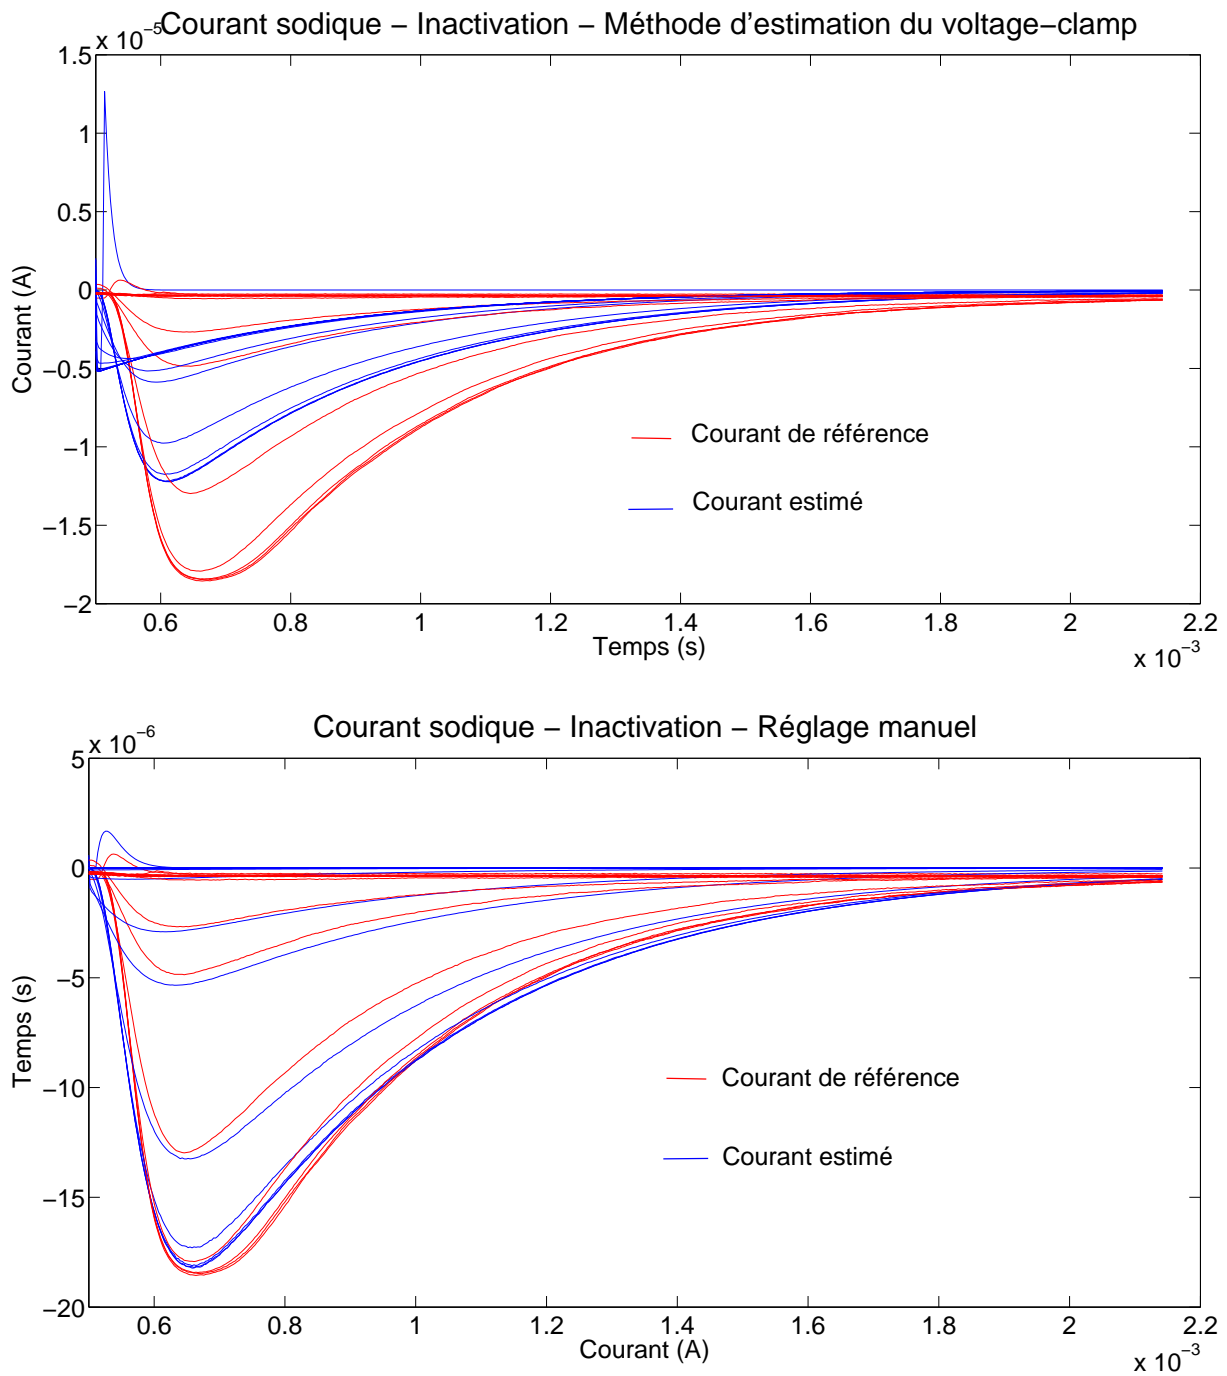 Courant sodique − Inactivation − Méthode d'estimation du voltage−clamp
x 10−5
1.5
1
0.5
0
−0.5
−1
−1.5
−2
Courant (A)
Courant de référence
Courant estimé
0.6 0.8 1 1.2 1.4 1.6 1.8 2 2.2
Temps (s)
x 10−3
Courant sodique − Inactivation − Réglage manuel
x 10−6
5
0
−5
−10
−15
−20
Temps (s)
Courant de référence
Courant estimé
0.6 0.8 1 1.2 1.4 1.6 1.8 2 2.2
Courant (A)
x 10−3